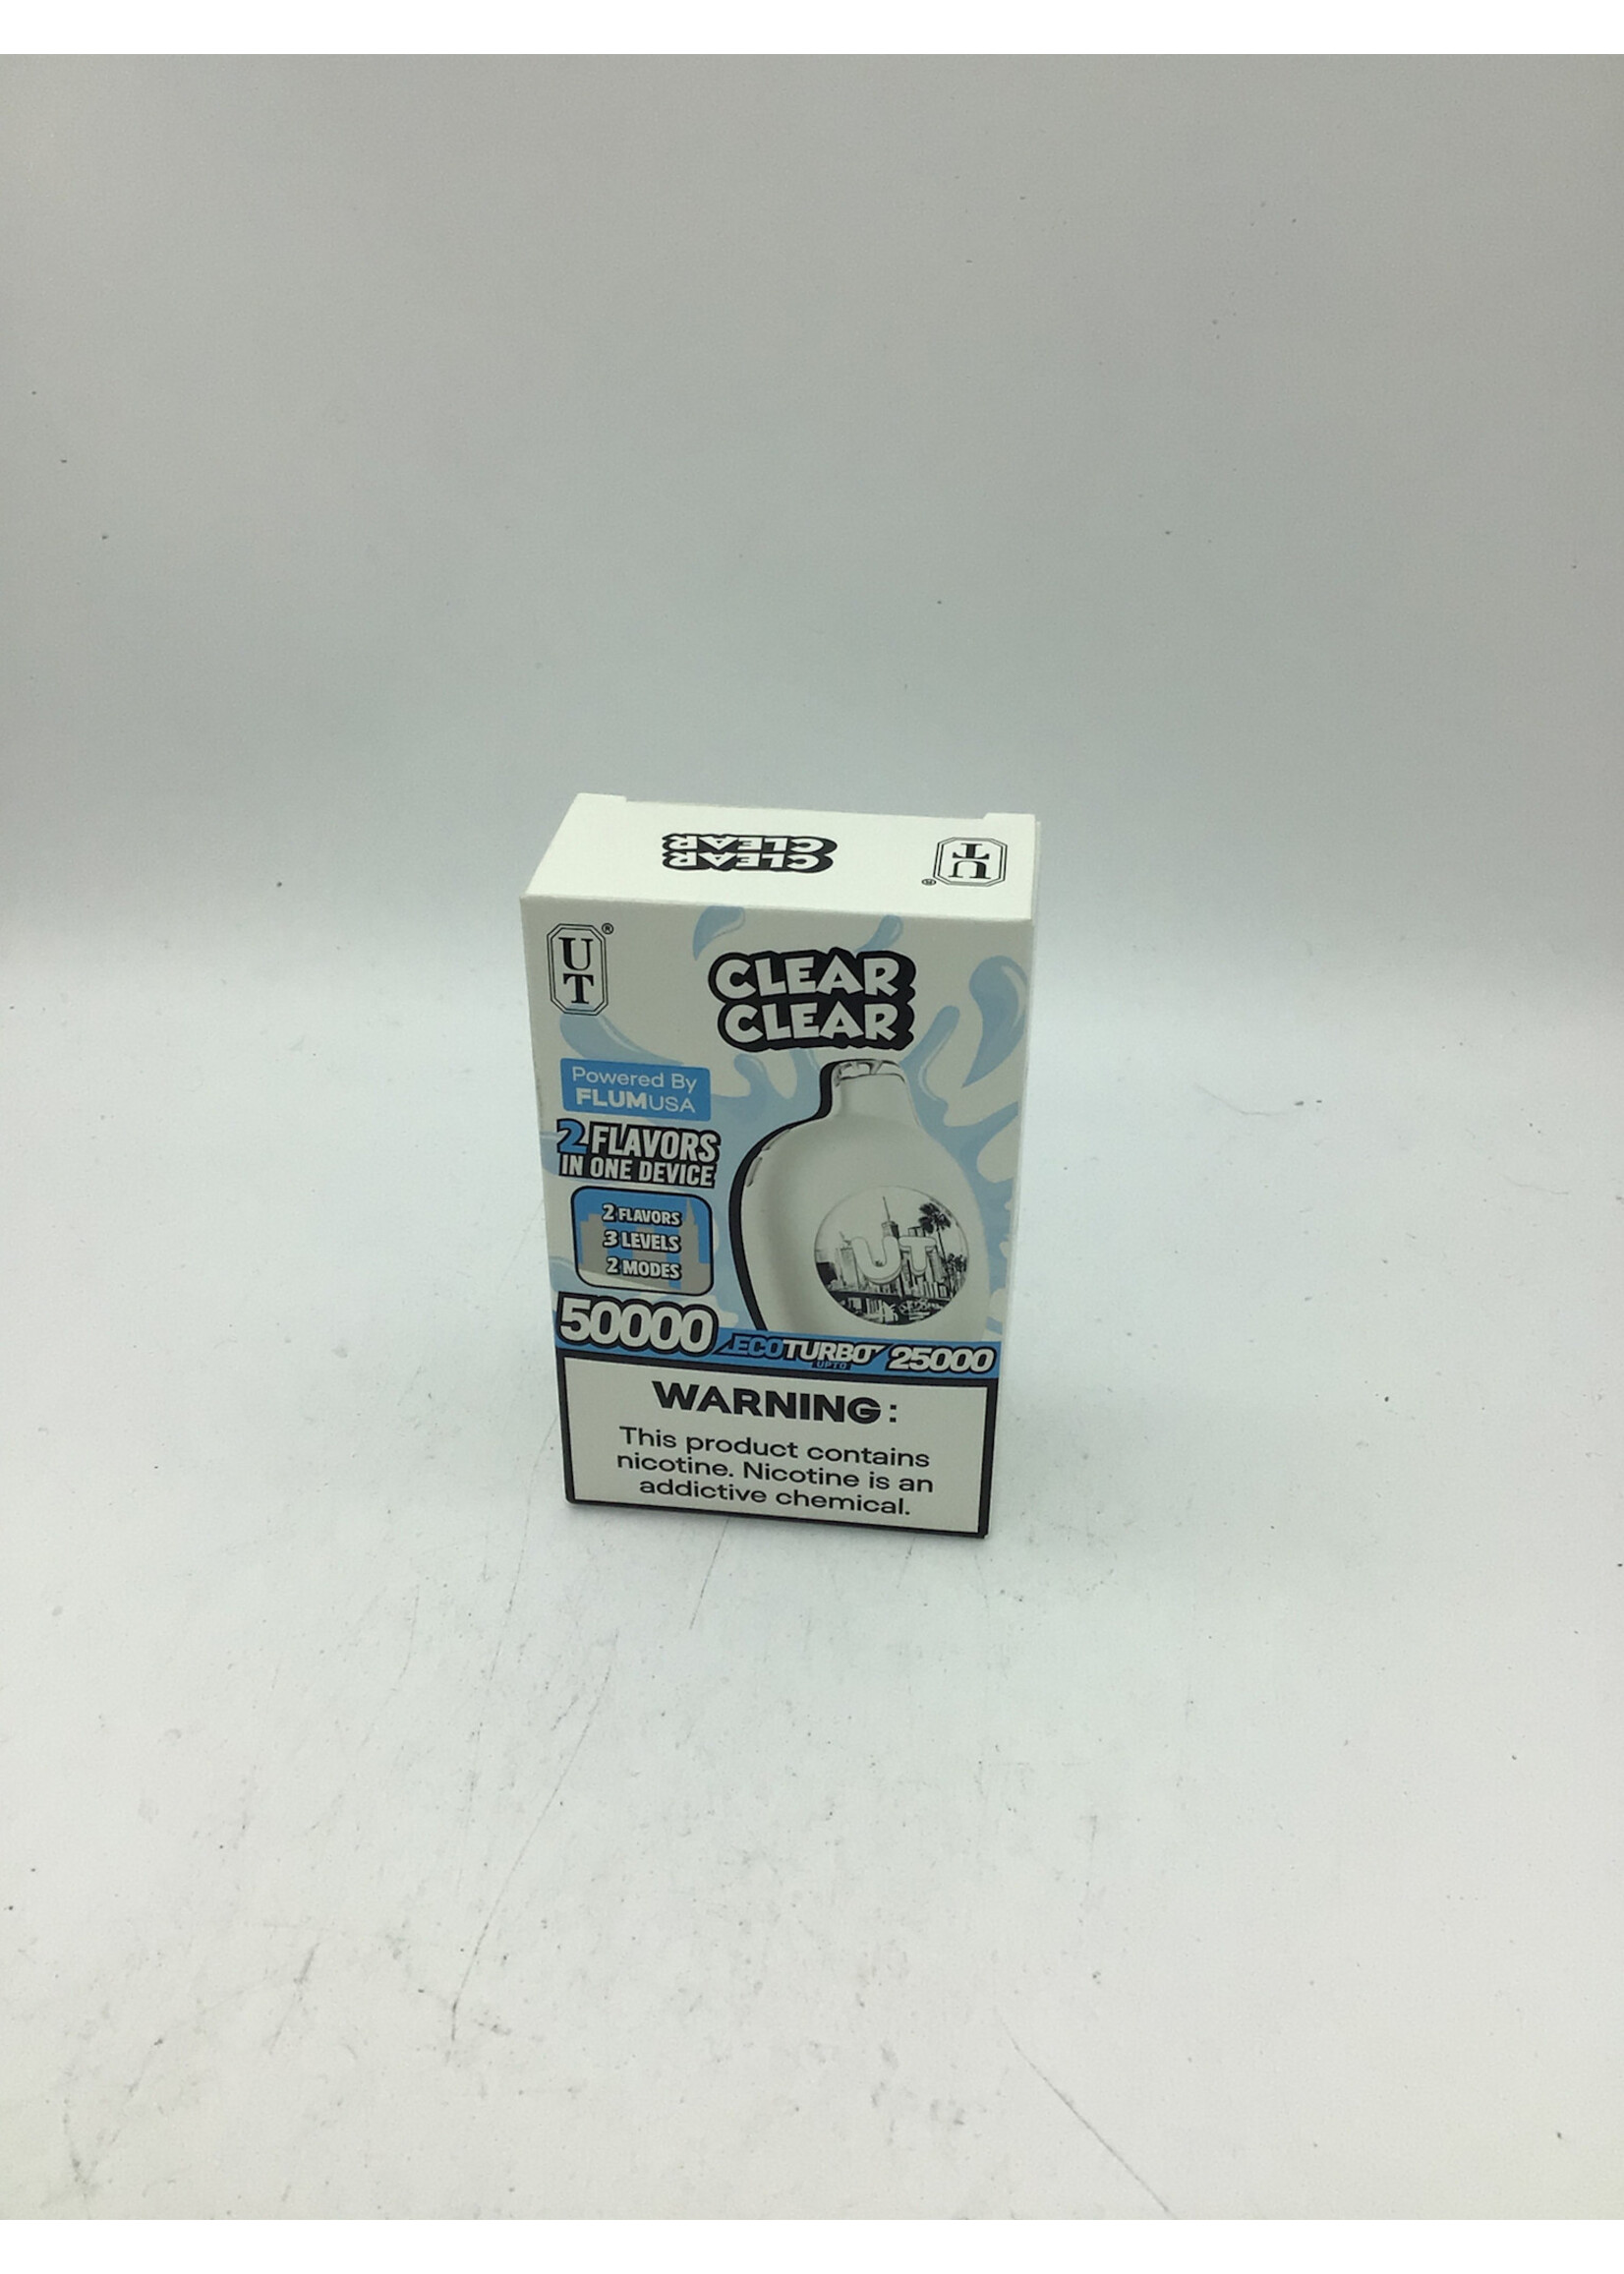 CLEAR
CLEAR
UT®
UT®
CLEAR
CLEAR
Powered By
FLUMUSA
2 FLAVORS
IN ONE DEVICE
2 FLAVORS
3 LEVELS
2 MODES
UT
50000 ECOTURBO 25000
UPTO
WARNING:
This product contains
nicotine. Nicotine is an
addictive chemical.